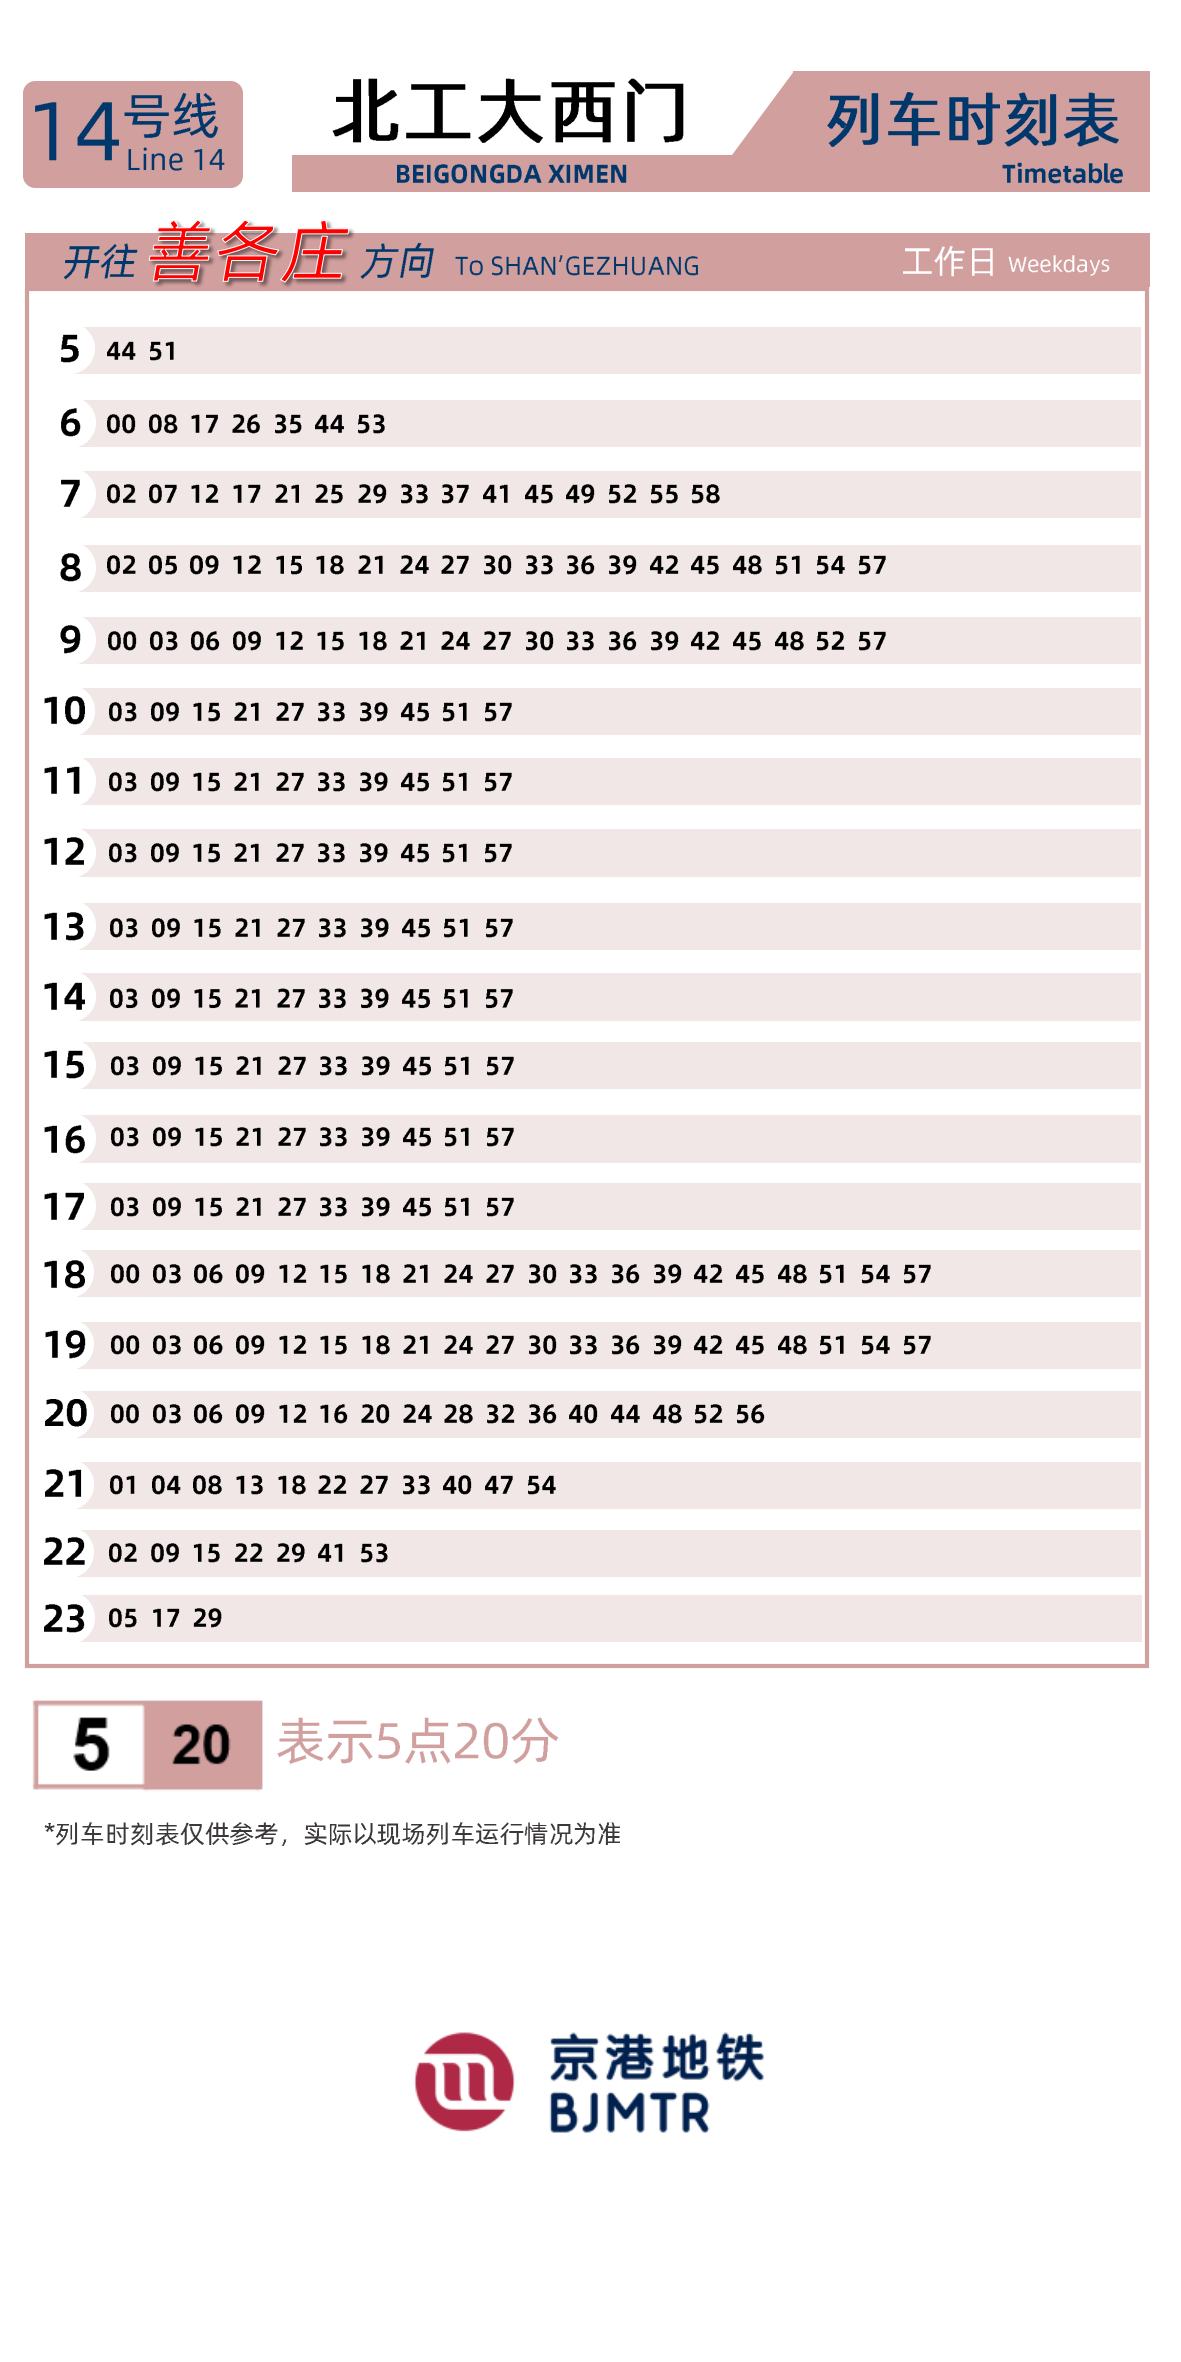 14号线
Line 14
北工大西门
BEIGONGDA XIMEN
列车时刻表
Timetable
开往 善各庄 方向 To SHAN'GEZHUANG
工作日 Weekdays
5 44 51
6 00 08 17 26 35 44 53
7 02 07 12 17 21 25 29 33 37 41 45 49 52 55 58
8 02 05 09 12 15 18 21 24 27 30 33 36 39 42 45 48 51 54 57
9 00 03 06 09 12 15 18 21 24 27 30 33 36 39 42 45 48 52 57
10 03 09 15 21 27 33 39 45 51 57
11 03 09 15 21 27 33 39 45 51 57
12 03 09 15 21 27 33 39 45 51 57
13 03 09 15 21 27 33 39 45 51 57
14 03 09 15 21 27 33 39 45 51 57
15 03 09 15 21 27 33 39 45 51 57
16 03 09 15 21 27 33 39 45 51 57
17 03 09 15 21 27 33 39 45 51 57
18 00 03 06 09 12 15 18 21 24 27 30 33 36 39 42 45 48 51 54 57
19 00 03 06 09 12 15 18 21 24 27 30 33 36 39 42 45 48 51 54 57
20 00 03 06 09 12 16 20 24 28 32 36 40 44 48 52 56
21 01 04 08 13 18 22 27 33 40 47 54
22 02 09 15 22 29 41 53
23 05 17 29
5 20 表示5点20分
*列车时刻表仅供参考，实际以现场列车运行情况为准
京港地铁
BJMTR